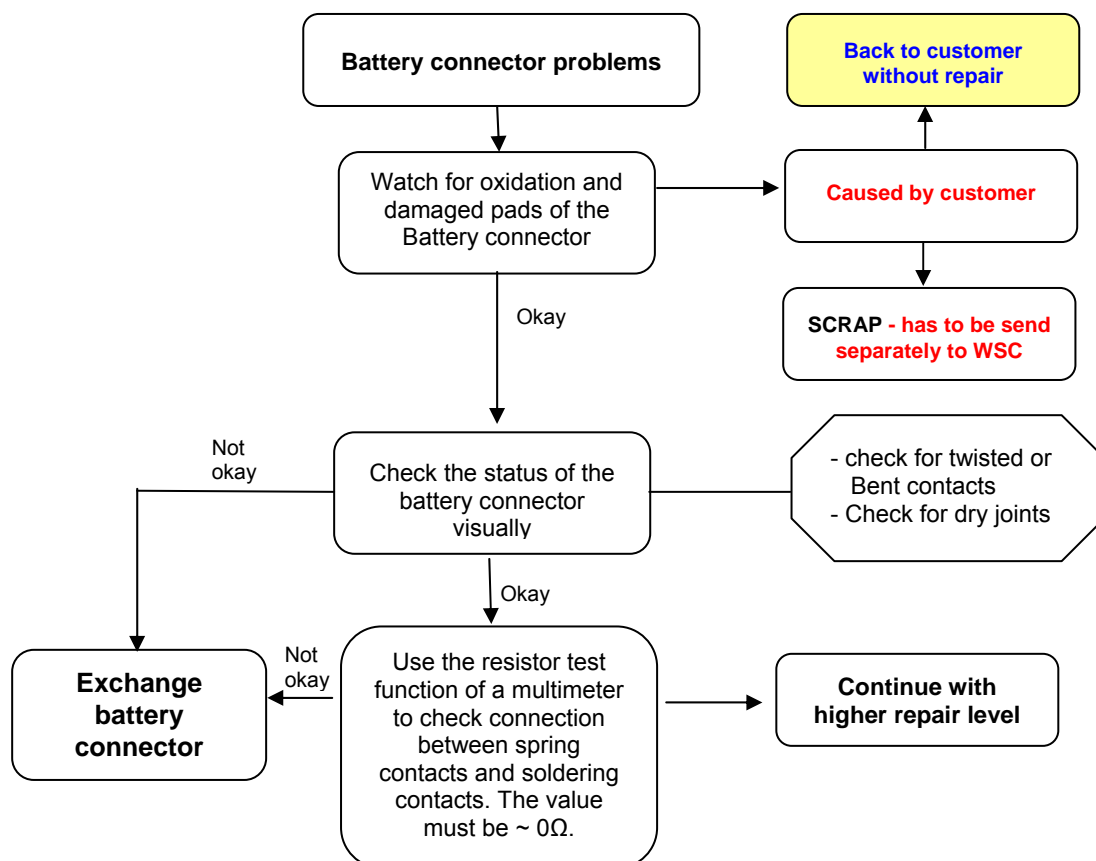 Battery connector problems
Back to customer
without repair
Watch for oxidation and
damaged pads of the
Battery connector
Caused by customer
Okay
SCRAP - has to be send
separately to WSC
Not
okay
Check the status of the
battery connector
visually
- check for twisted or
Bent contacts
- Check for dry joints
Okay
Exchange
battery
connector
Not
okay
Use the resistor test
function of a multimeter
to check connection
between spring
contacts and soldering
contacts. The value
must be ~ 0Ω.
Continue with
higher repair level